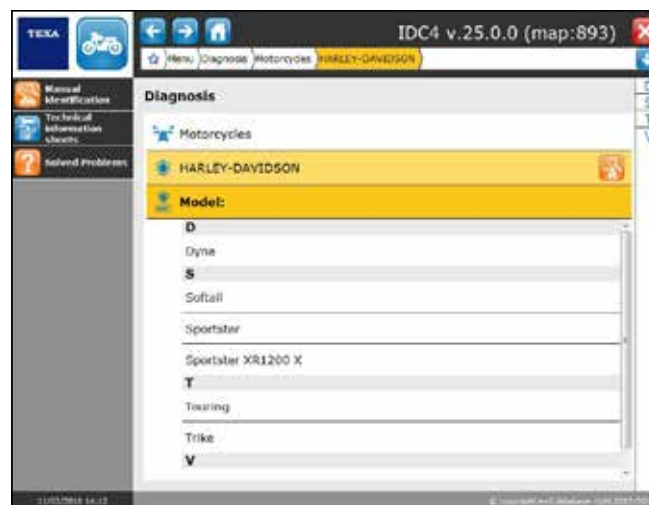 TEXA
IDC4 v.25.0.0 (map:893)
Menu Diagnosis Motorcycles HARLEY-DAVIDSON
Manual
Identification
Technical
information
sheets
Solved Problems
Diagnosis
Motorcycles
HARLEY-DAVIDSON
Model:
D
Dyna
S
Softail
Sportster
Sportster XR1200 X
T
Touring
Trike
V